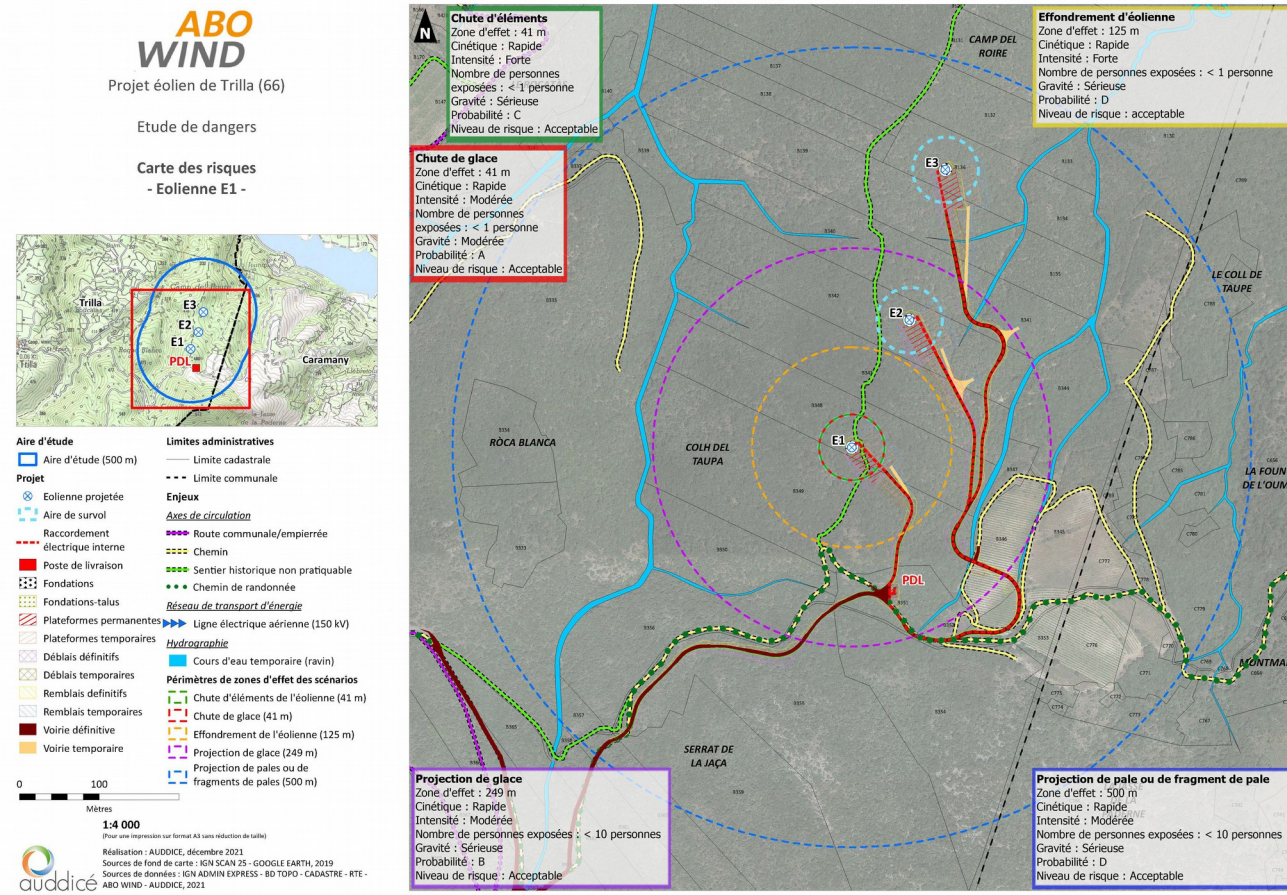 ABO
WIND
Projet éolien de Trilla (66)
Etude de dangers
Carte des risques
- Eolienne E1 -
Trilla
E3
E2
E1
PDL
Caramany
Aire d'étude
Aire d'étude (500 m)
Projet
Eolienne projetée
Aire de survol
Raccordement
électrique interne
Poste de livraison
Fondations
Fondations-talus
Plateformes permanentes
Plateformes temporaires
Déblais définitifs
Déblais temporaires
Remblais definitifs
Remblais temporaires
Voirie définitive
Voirie temporaire
Limites administratives
Limite cadastrale
Limite communale
Enjeux
Axes de circulation
Route communale/empierrée
Chemin
Sentier historique non pratiquable
Chemin de randonnée
Réseau de transport d'énergie
Ligne électrique aérienne (150 kV)
Hydrographie
Cours d'eau temporaire (ravin)
Périmètres de zones d'effet des scénarios
Chute d'éléments de l'éolienne (41 m)
Chute de glace (41 m)
Effondrement de l'éolienne (125 m)
Projection de glace (249 m)
Projection de pales ou de
fragments de pales (500 m)
0 100
Mètres
1:4 000
(Pour une impression sur format A3 sans réduction de taille)
Réalisation : AUDDICE, décembre 2021
Sources de fond de carte : IGN SCAN 25 - GOOGLE EARTH, 2019
Sources de données : IGN ADMIN EXPRESS - BD TOPO - CADASTRE - RTE -
ABO WIND - AUDDICE, 2021
auddicé
N
Chute d'éléments
Zone d'effet : 41 m
Cinétique : Rapide
Intensité : Forte
Nombre de personnes
exposées : < 1 personne
Gravité : Sérieuse
Probabilité : C
Niveau de risque : Acceptable
Chute de glace
Zone d'effet : 41 m
Cinétique : Rapide
Intensité : Modérée
Nombre de personnes
exposées : < 1 personne
Gravité : Modérée
Probabilité : A
Niveau de risque : Acceptable
Effondrement d'éolienne
Zone d'effet : 125 m
Cinétique : Rapide
Intensité : Forte
Nombre de personnes exposées : < 1 personne
Gravité : Sérieuse
Probabilité : D
Niveau de risque : acceptable
CAMP DEL
ROIRE
E3
LE COLL DE
TAUPE
E2
RÒCA BLANCA
COLH DEL
TAUPA
E1
LA FOUN
DE L'OUM
PDL
MONTMA
SERRAT DE
LA JAÇA
Projection de glace
Zone d'effet : 249 m
Cinétique : Rapide
Intensité : Modérée
Nombre de personnes exposées : < 10 personnes
Gravité : Sérieuse
Probabilité : B
Niveau de risque : Acceptable
Projection de pale ou de fragment de pale
Zone d'effet : 500 m
Cinétique : Rapide
Intensité : Modérée
Nombre de personnes exposées : < 10 personnes
Gravité : Sérieuse
Probabilité : D
Niveau de risque : Acceptable